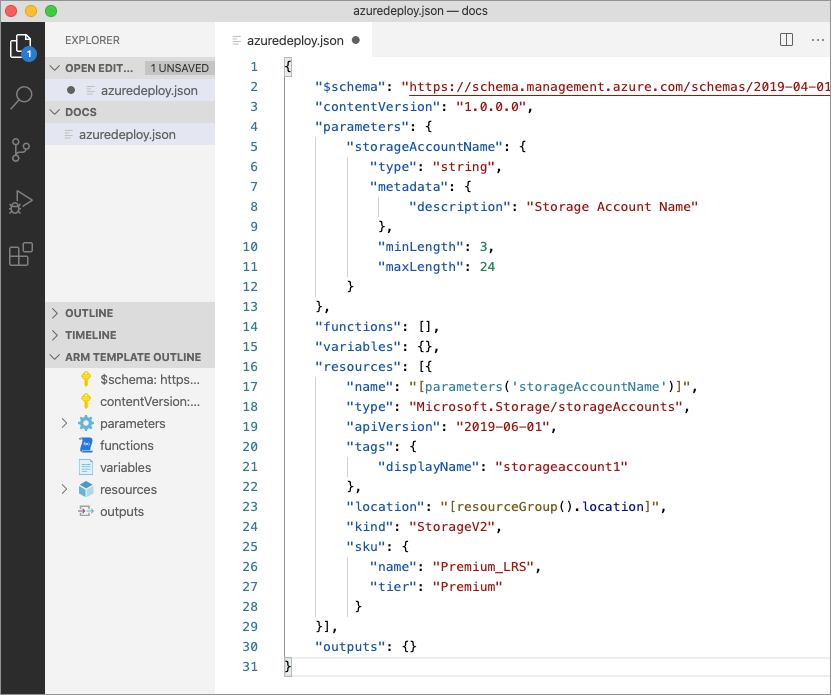 azuredeploy.json — docs
1
EXPLORER
OPEN EDIT... 1 UNSAVED
azuredeploy.json
DOCS
azuredeploy.json
OUTLINE
TIMELINE
ARM TEMPLATE OUTLINE
$schema: https...
contentVersion:...
parameters
functions
variables
resources
outputs
azuredeploy.json
1 {
2 "$schema": "https://schema.management.azure.com/schemas/2019-04-01
3 "contentVersion": "1.0.0.0",
4 "parameters": {
5 "storageAccountName": {
6 "type": "string",
7 "metadata": {
8 "description": "Storage Account Name"
9 },
10 "minLength": 3,
11 "maxLength": 24
12 }
13 },
14 "functions": [],
15 "variables": {},
16 "resources": [{
17 "name": "[parameters('storageAccountName')]",
18 "type": "Microsoft.Storage/storageAccounts",
19 "apiVersion": "2019-06-01",
20 "tags": {
21 "displayName": "storageaccount1"
22 },
23 "location": "[resourceGroup().location]",
24 "kind": "StorageV2",
25 "sku": {
26 "name": "Premium_LRS",
27 "tier": "Premium"
28 }
29 }],
30 "outputs": {}
31 }